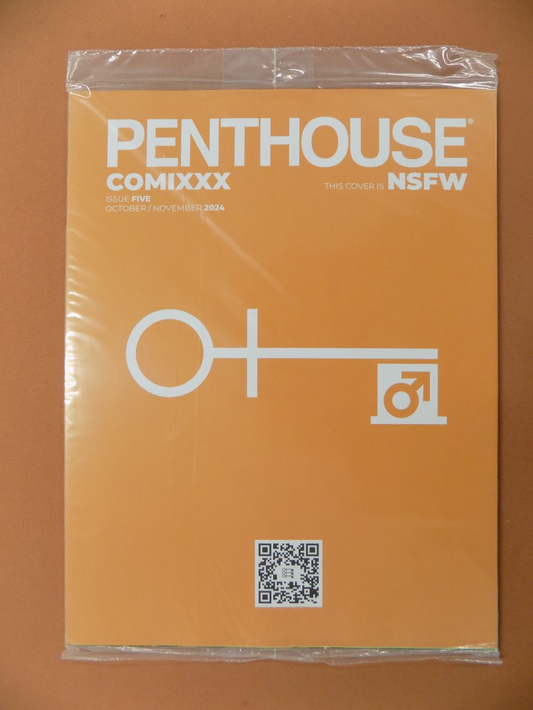 PENTHOUSE®
COMIXXX
THIS COVER IS NSFW
ISSUE FIVE
OCTOBER / NOVEMBER 2024